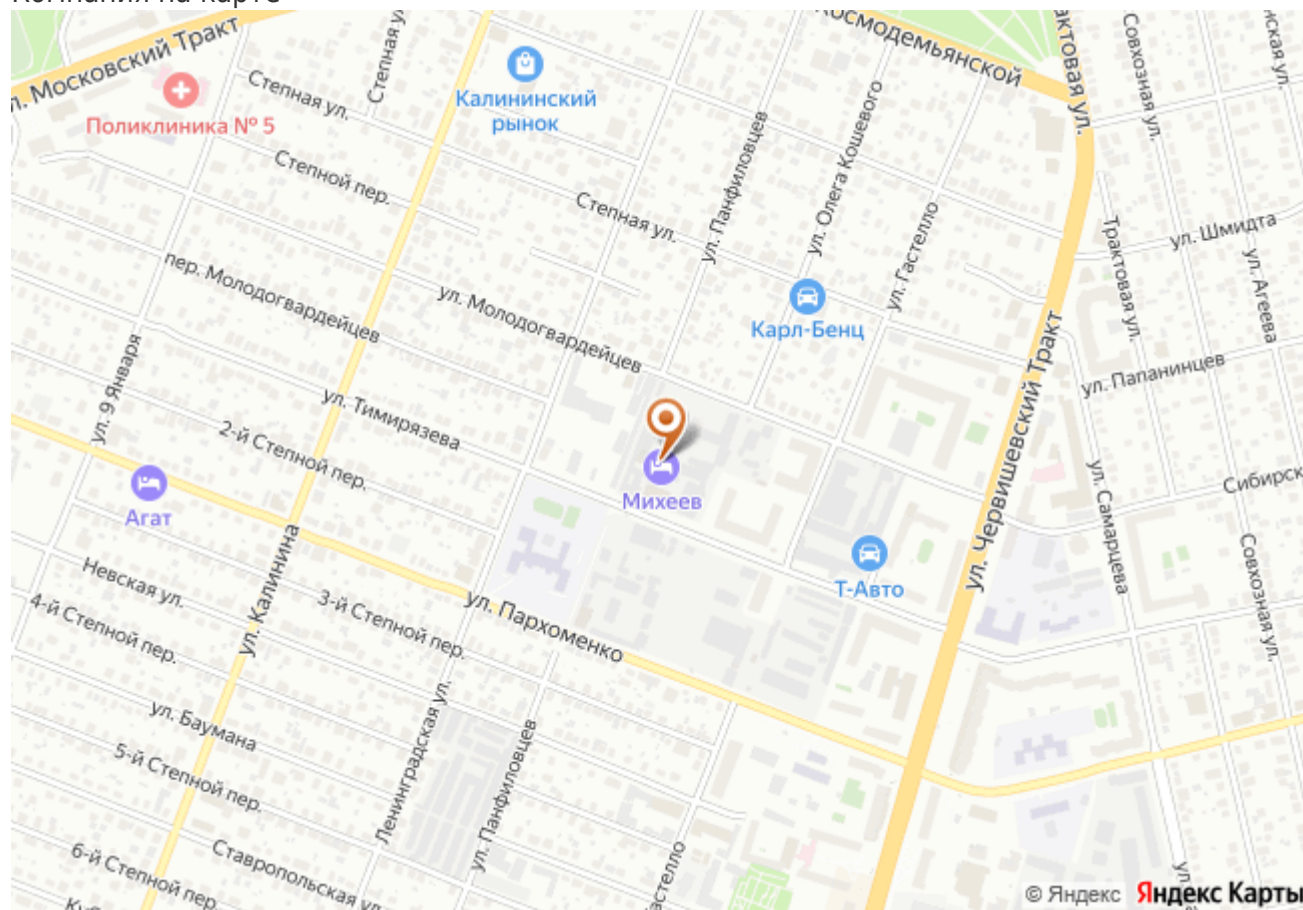 Компания на карте
ул. Московский Тракт
Степная ул.
Космодемьянской
Трактовая ул.
Совхозная ул.
Калининский
рынок
Поликлиника № 5
Степная ул.
Степной пер.
ул. Панфиловцев
ул. Олега Кошевого
ул. Гастелло
Степная ул.
Трактовая ул.
ул. Шмидта
ул. Агеева
пер. Молодогвардейцев
ул. Молодогвардейцев
Карл-Бенц
ул. Папанинцев
ул. 9 Января
ул. Тимирязева
2-й Степной пер.
ул. Червишевский Тракт
Михеев
Агат
Сибирск
ул. Самарцева
Совхозная ул.
Т-Авто
ул. Калинина
Невская ул.
3-й Степной пер.
ул. Пархоменко
4-й Степной пер.
ул. Баумана
Ленинградская ул.
ул. Панфиловцев
5-й Степной пер.
Ставропольская ул.
6-й Степной пер.
стелло
ул.
© Яндекс Яндекс Карты